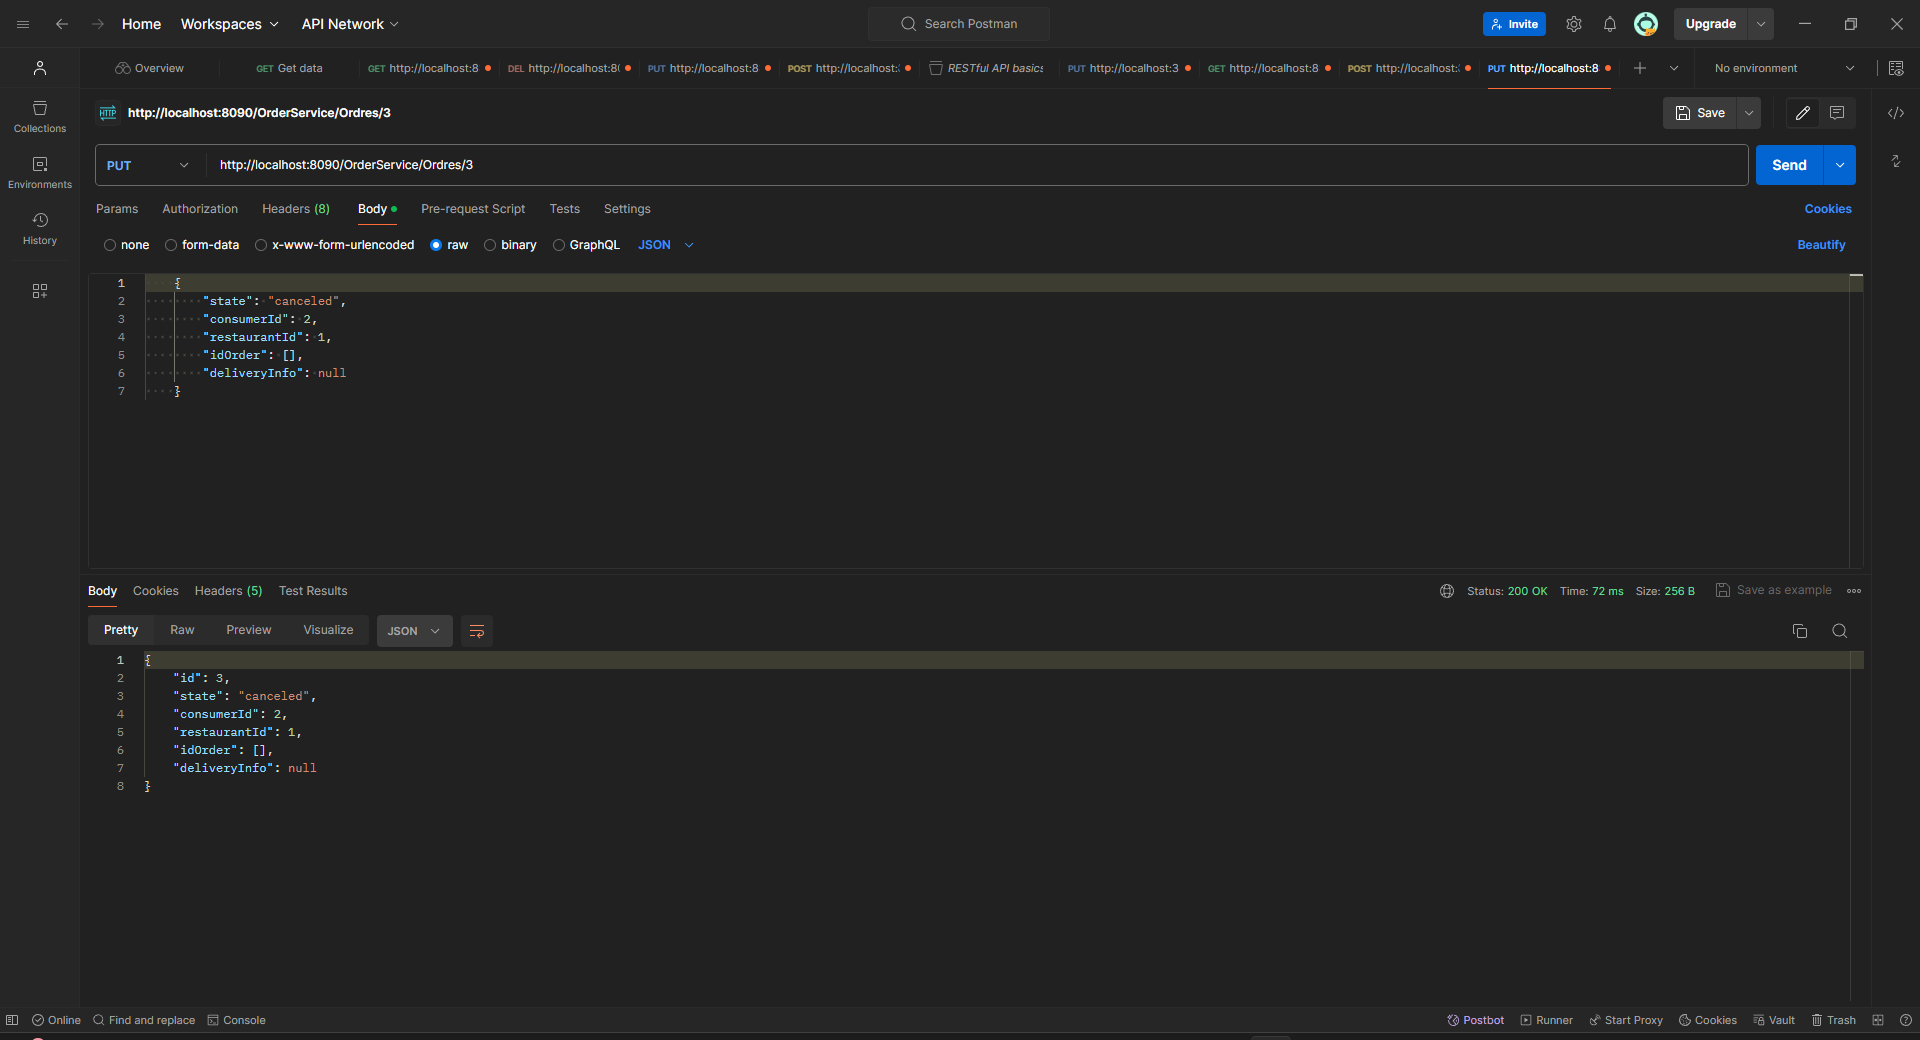 Home Workspaces API Network Search Postman Invite Upgrade
Overview GET Get data GET http://localhost:8 DEL http://localhost:80 PUT http://localhost:8 POST http://localhost: RESTful API basics PUT http://localhost:3 GET http://localhost:8 POST http://localhost: PUT http://localhost:8 No environment
Collections
Environments
History
HTTP http://localhost:8090/OrderService/Ordres/3 Save
PUT http://localhost:8090/OrderService/Ordres/3 Send
Params Authorization Headers (8) Body Pre-request Script Tests Settings Cookies
none form-data x-www-form-urlencoded raw binary GraphQL JSON Beautify
1 {
2 "state": "canceled",
3 "consumerId": 2,
4 "restaurantId": 1,
5 "idOrder": [],
6 "deliveryInfo": null
7 }
Body Cookies Headers (5) Test Results Status: 200 OK Time: 72 ms Size: 256 B Save as example
Pretty Raw Preview Visualize JSON
1 {
2 "id": 3,
3 "state": "canceled",
4 "consumerId": 2,
5 "restaurantId": 1,
6 "idOrder": [],
7 "deliveryInfo": null
8 }
Online Find and replace Console Postbot Runner Start Proxy Cookies Vault Trash